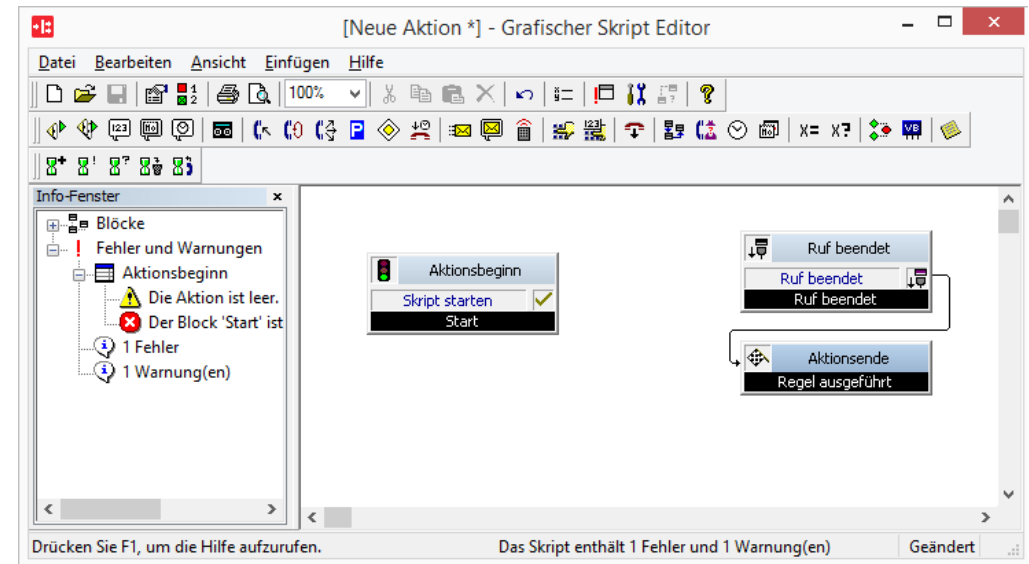 [Neue Aktion *] - Grafischer Skript Editor
Datei Bearbeiten Ansicht Einfügen Hilfe
100%
Info-Fenster
Blöcke
Fehler und Warnungen
Aktionsbeginn
Die Aktion ist leer.
Der Block 'Start' ist
1 Fehler
1 Warnung(en)
Aktionsbeginn
Skript starten
Start
Ruf beendet
Ruf beendet
Ruf beendet
Aktionsende
Regel ausgeführt
Drücken Sie F1, um die Hilfe aufzurufen. Das Skript enthält 1 Fehler und 1 Warnung(en) Geändert